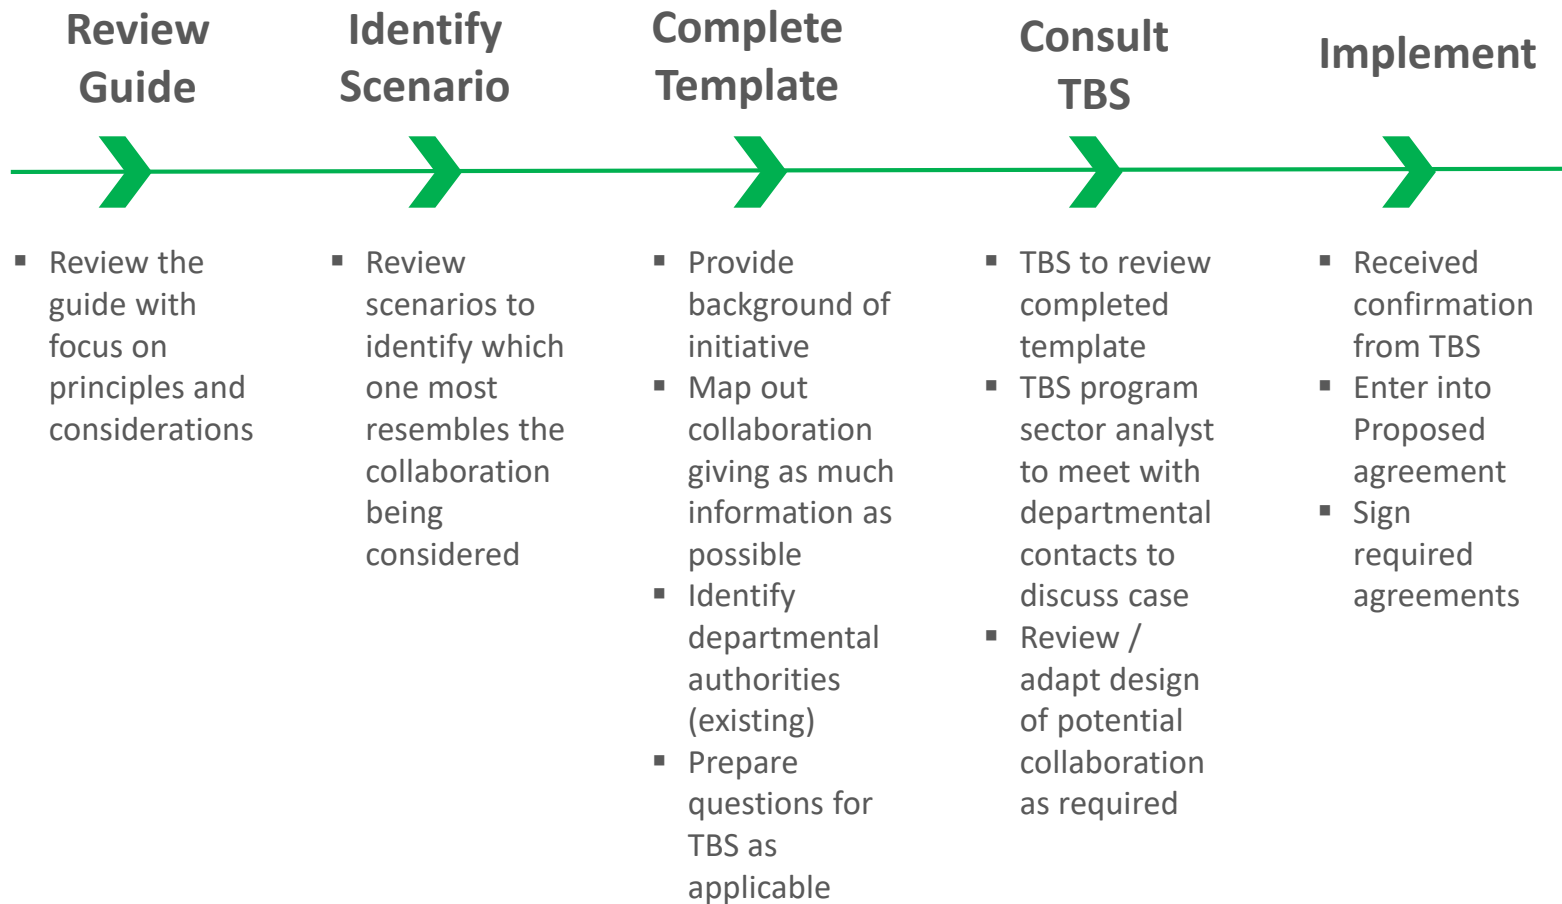 Review
Guide
Identify
Scenario
Complete
Template
Consult
TBS
Implement
▪ Review the
guide with
focus on
principles and
considerations
▪ Review
scenarios to
identify which
one most
resembles the
collaboration
being
considered
▪ Provide
background of
initiative
▪ Map out
collaboration
giving as much
information as
possible
▪ Identify
departmental
authorities
(existing)
▪ Prepare
questions for
TBS as
applicable
▪ TBS to review
completed
template
▪ TBS program
sector analyst
to meet with
departmental
contacts to
discuss case
▪ Review /
adapt design
of potential
collaboration
as required
▪ Received
confirmation
from TBS
▪ Enter into
Proposed
agreement
▪ Sign
required
agreements